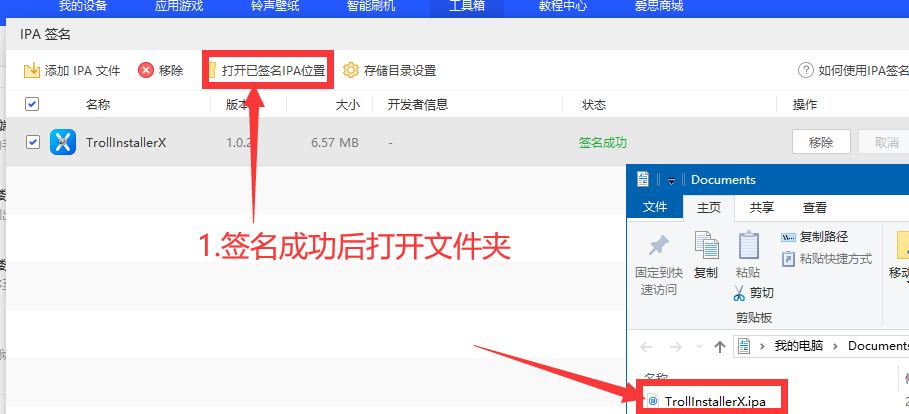 我的设备 应用游戏 铃声壁纸 智能刷机 工具箱 教程中心 爱思商城
IPA 签名
添加 IPA 文件 移除 打开已签名IPA位置 存储目录设置 如何使用IPA签名
名称 版本 大小 开发者信息 状态 操作
TrollInstallerX 1.0.2 6.57 MB - 签名成功 移除 取消
Documents
文件 主页 共享 查看
1.签名成功后打开文件夹
固定到快速访问 复制 粘贴 复制路径
粘贴快捷方式
剪切
移动
剪贴板
我的电脑 Documents
名称
TrollInstallerX.ipa